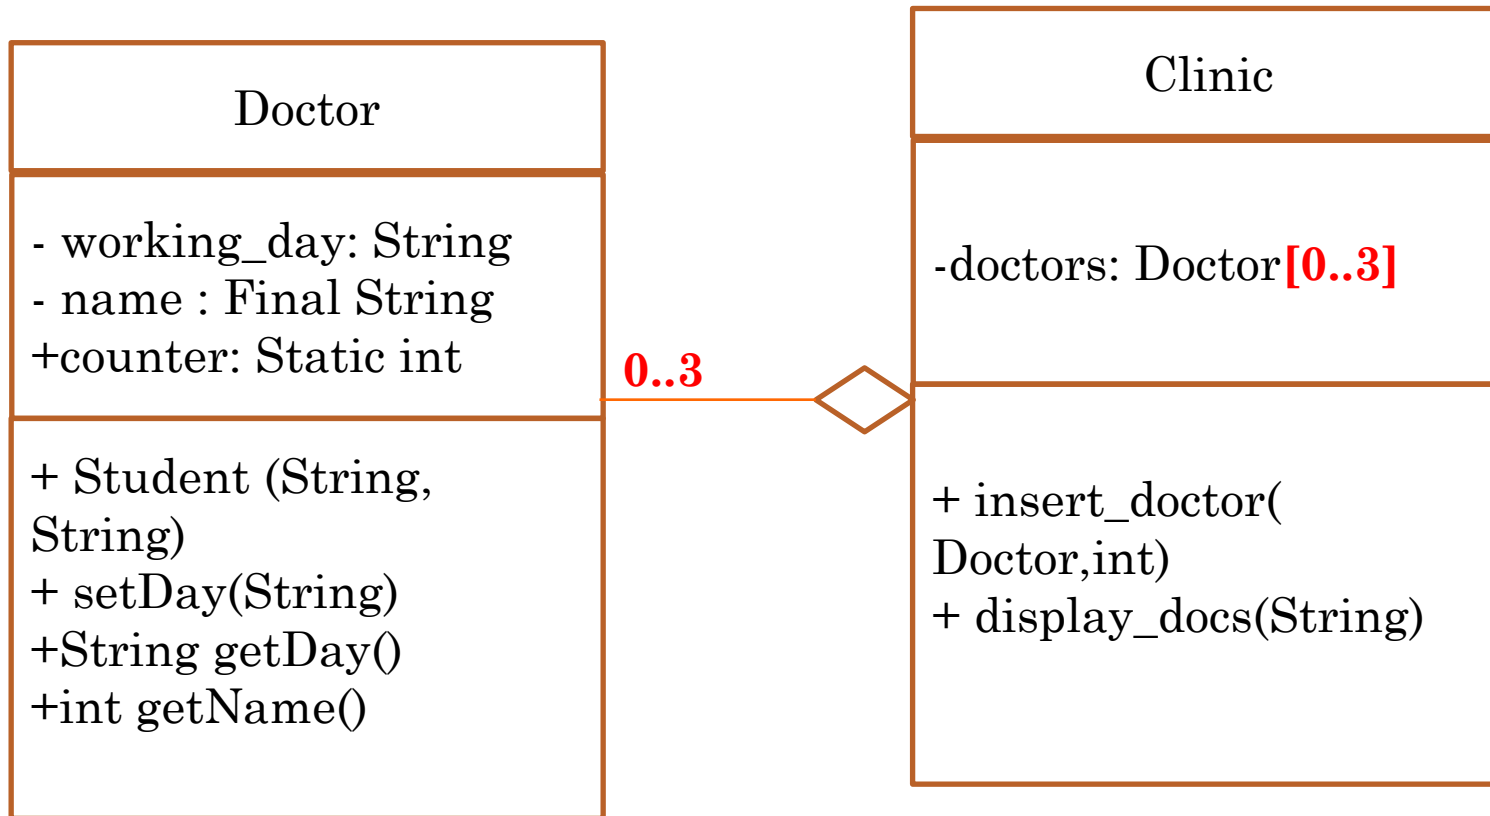 Doctor
- working_day: String
- name : Final String
+counter: Static int
+ Student (String,
String)
+ setDay(String)
+String getDay()
+int getName()
0..3
Clinic
-doctors: Doctor[0..3]
+ insert_doctor(
Doctor,int)
+ display_docs(String)